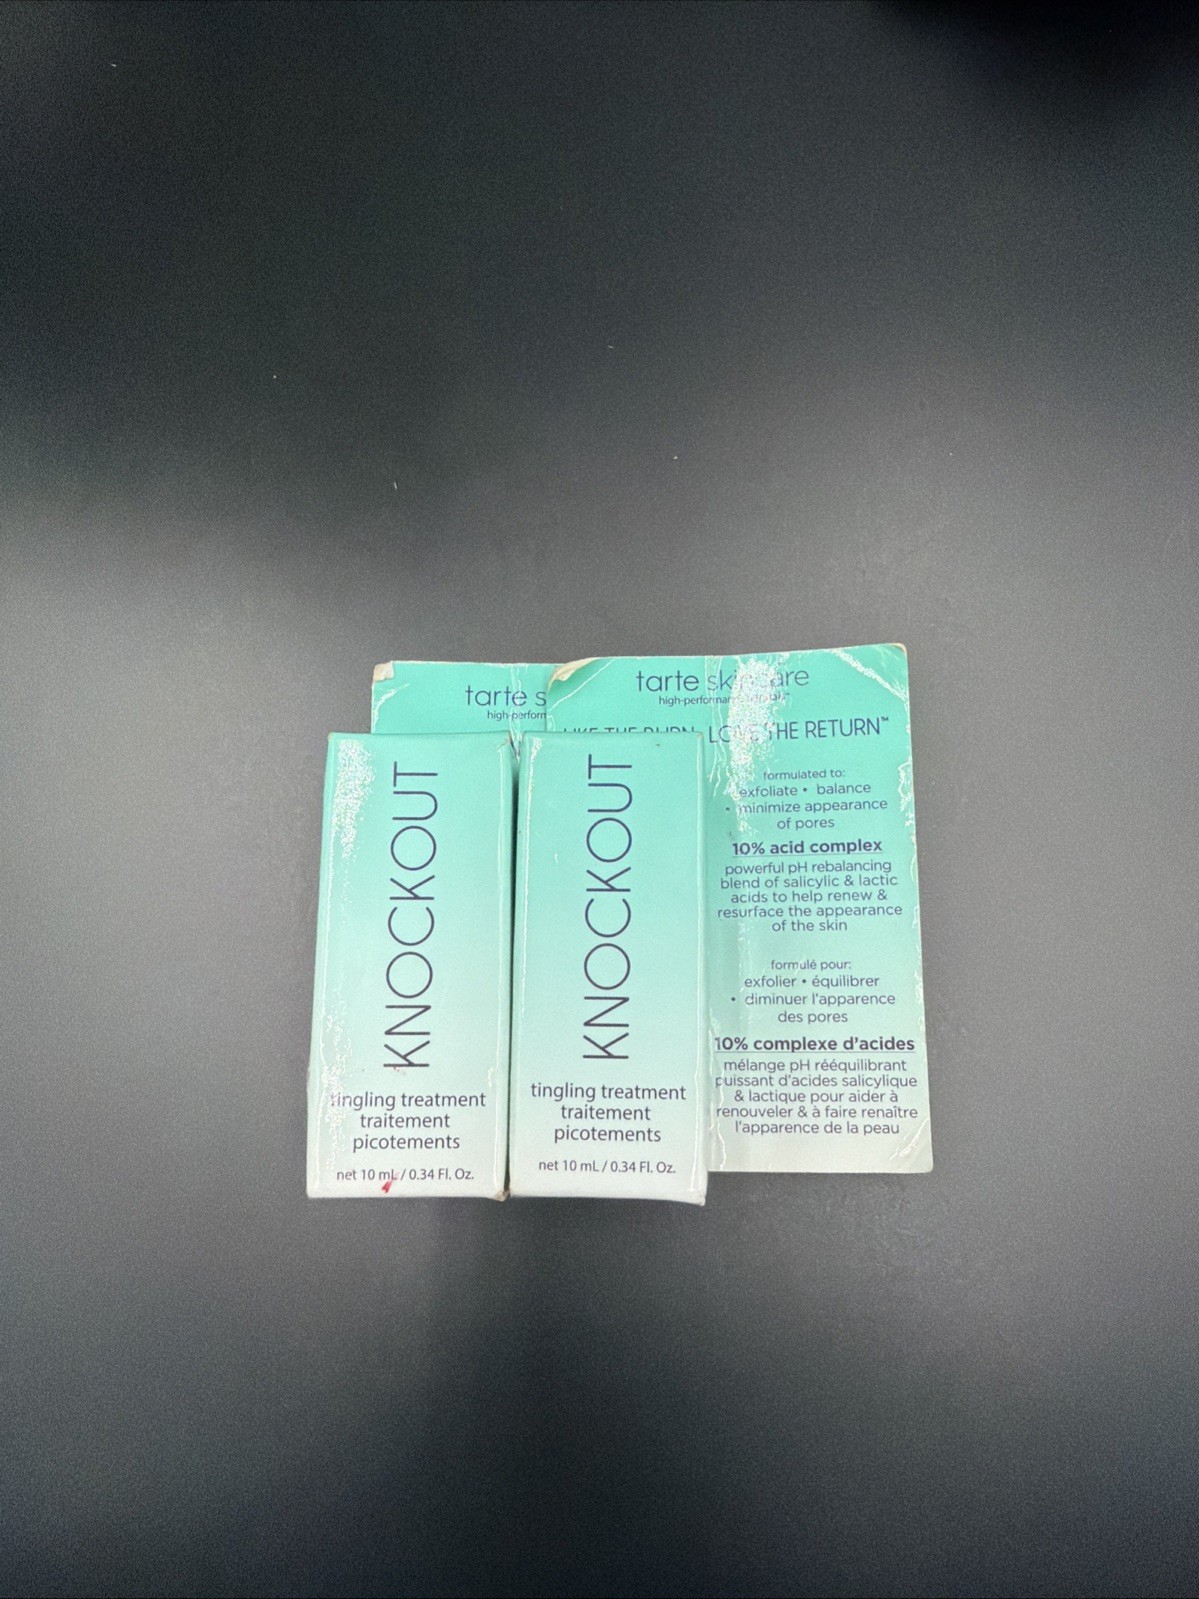 tarte s
high-perform
tarte skincare
high-performance
LOVE THE RETURN™
KNOCKOUT
tingling treatment
traitement
picotements
net 10 mL / 0.34 Fl. Oz.
KNOCKOUT
tingling treatment
traitement
picotements
net 10 mL / 0.34 Fl. Oz.
formulated to:
exfoliate • balance
• minimize appearance
of pores
10% acid complex
powerful pH rebalancing
blend of salicylic & lactic
acids to help renew &
resurface the appearance
of the skin
formulé pour:
exfolier • équilibrer
• diminuer l'apparence
des pores
10% complexe d'acides
mélange pH rééquilibrant
puissant d'acides salicylique
& lactique pour aider à
renouveler & à faire renaître
l'apparence de la peau